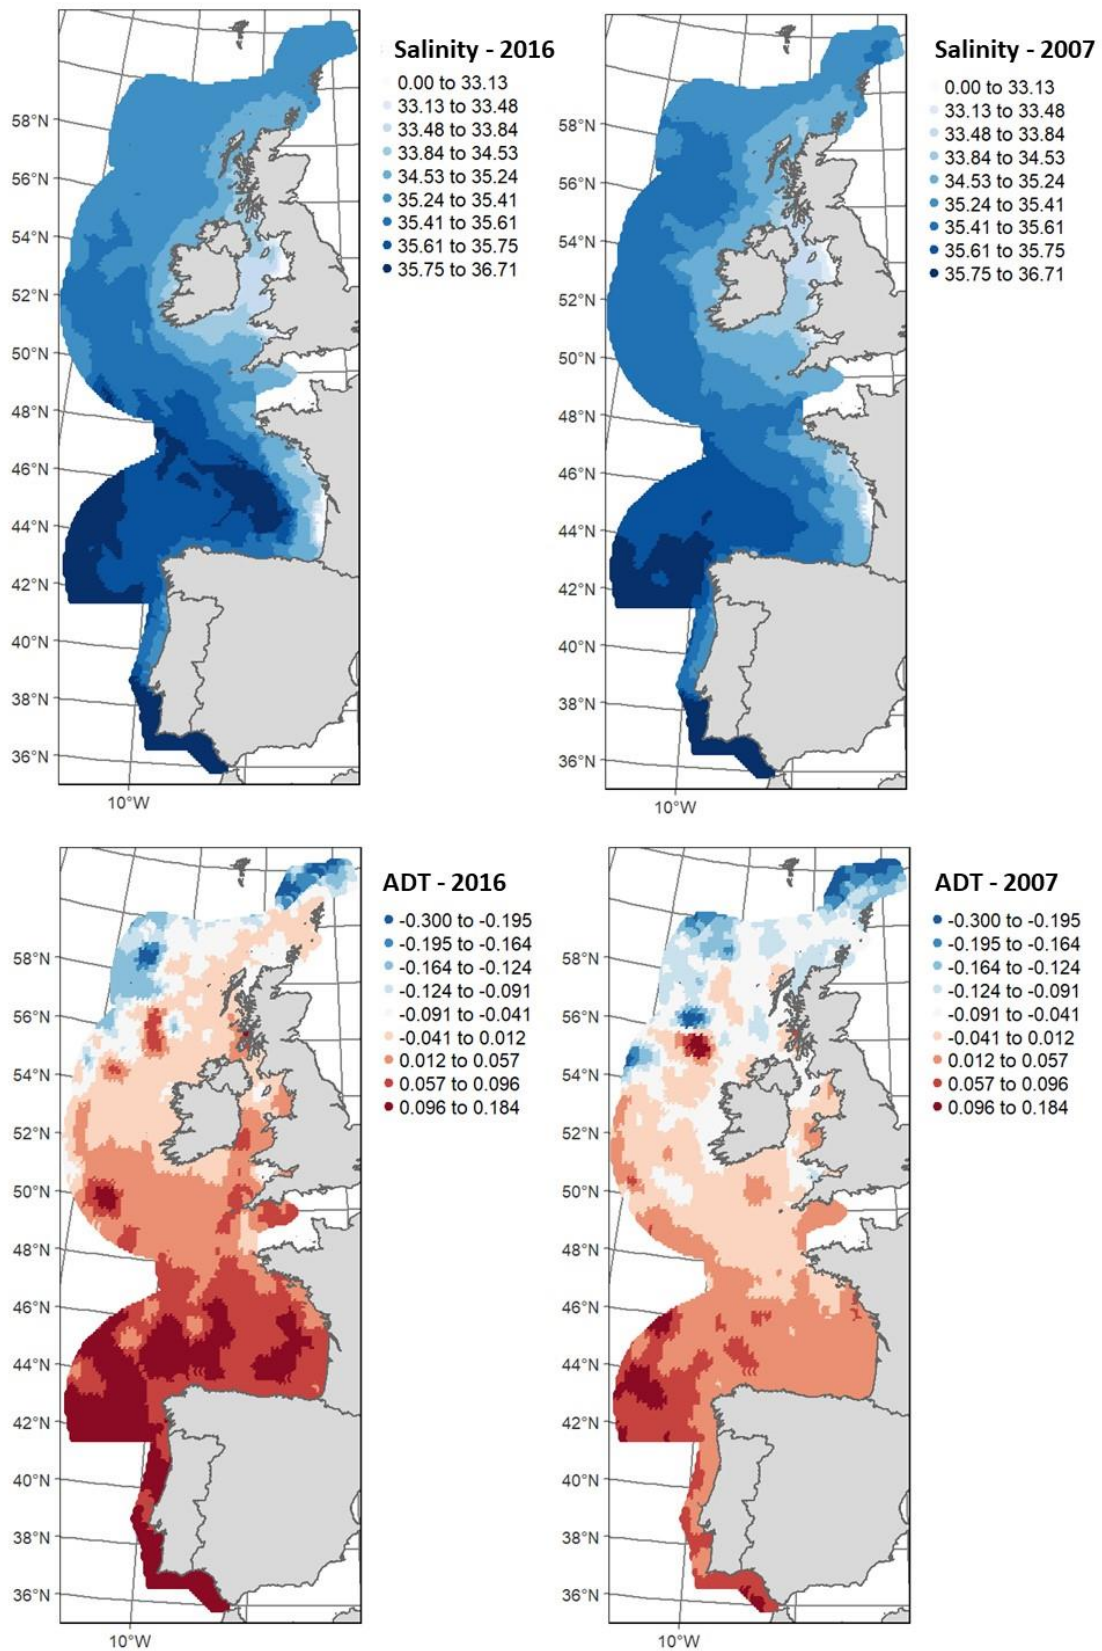 Salinity - 2016
0.00 to 33.13
33.13 to 33.48
33.48 to 33.84
33.84 to 34.53
34.53 to 35.24
35.24 to 35.41
35.41 to 35.61
35.61 to 35.75
35.75 to 36.71
58°N
56°N
54°N
52°N
50°N
48°N
46°N
44°N
42°N
40°N
38°N
36°N
10°W
Salinity - 2007
0.00 to 33.13
33.13 to 33.48
33.48 to 33.84
33.84 to 34.53
34.53 to 35.24
35.24 to 35.41
35.41 to 35.61
35.61 to 35.75
35.75 to 36.71
58°N
56°N
54°N
52°N
50°N
48°N
46°N
44°N
42°N
40°N
38°N
36°N
10°W
ADT - 2016
-0.300 to -0.195
-0.195 to -0.164
-0.164 to -0.124
-0.124 to -0.091
-0.091 to -0.041
-0.041 to 0.012
0.012 to 0.057
0.057 to 0.096
0.096 to 0.184
58°N
56°N
54°N
52°N
50°N
48°N
46°N
44°N
42°N
40°N
38°N
36°N
10°W
ADT - 2007
-0.300 to -0.195
-0.195 to -0.164
-0.164 to -0.124
-0.124 to -0.091
-0.091 to -0.041
-0.041 to 0.012
0.012 to 0.057
0.057 to 0.096
0.096 to 0.184
58°N
56°N
54°N
52°N
50°N
48°N
46°N
44°N
42°N
40°N
38°N
36°N
10°W